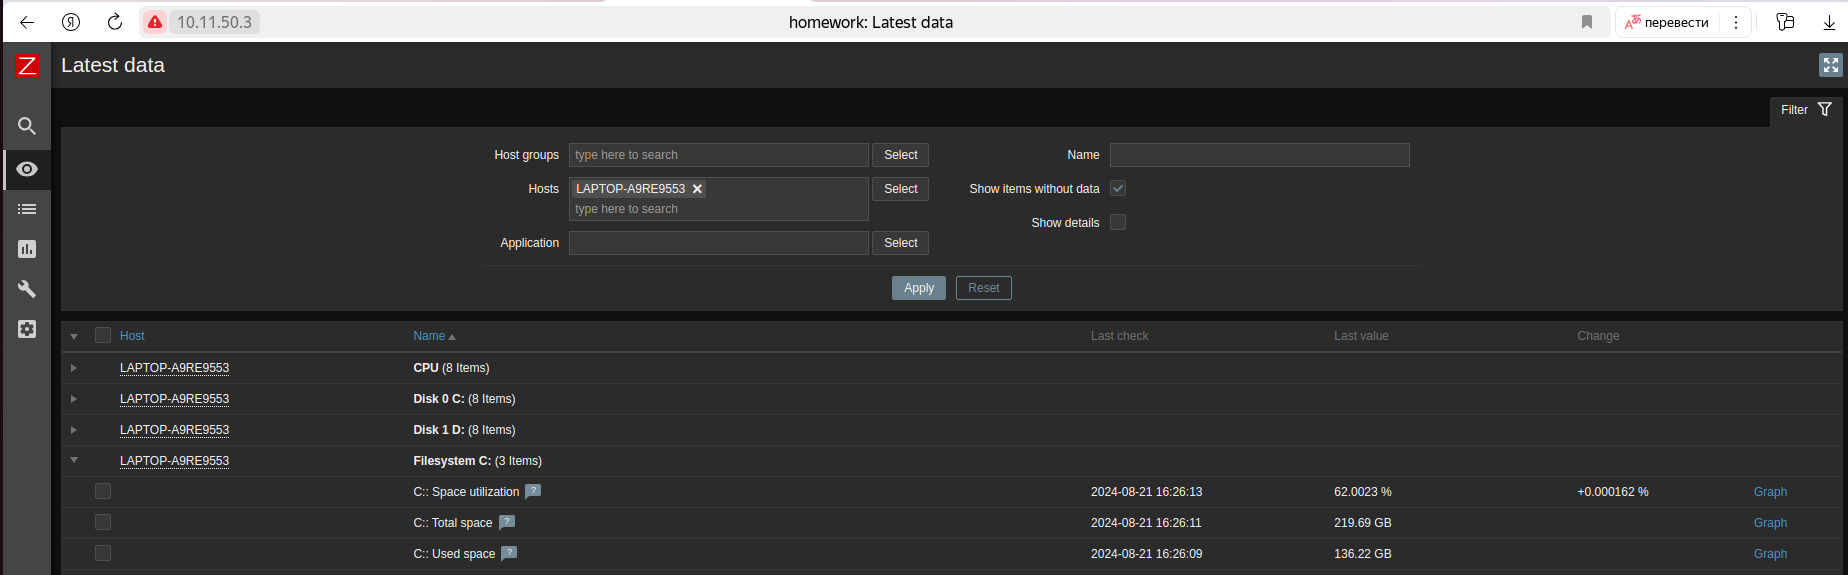 10.11.50.3 homework: Latest data перевести
Z Latest data
Filter
Host groups type here to search Select Name
Hosts LAPTOP-A9RE9553 Select Show items without data
type here to search
Show details
Application Select
Apply Reset
Host Name Last check Last value Change
LAPTOP-A9RE9553 CPU (8 Items)
LAPTOP-A9RE9553 Disk 0 C: (8 Items)
LAPTOP-A9RE9553 Disk 1 D: (8 Items)
LAPTOP-A9RE9553 Filesystem C: (3 Items)
C:: Space utilization ? 2024-08-21 16:26:13 62.0023 % +0.000162 % Graph
C:: Total space ? 2024-08-21 16:26:11 219.69 GB Graph
C:: Used space ? 2024-08-21 16:26:09 136.22 GB Graph